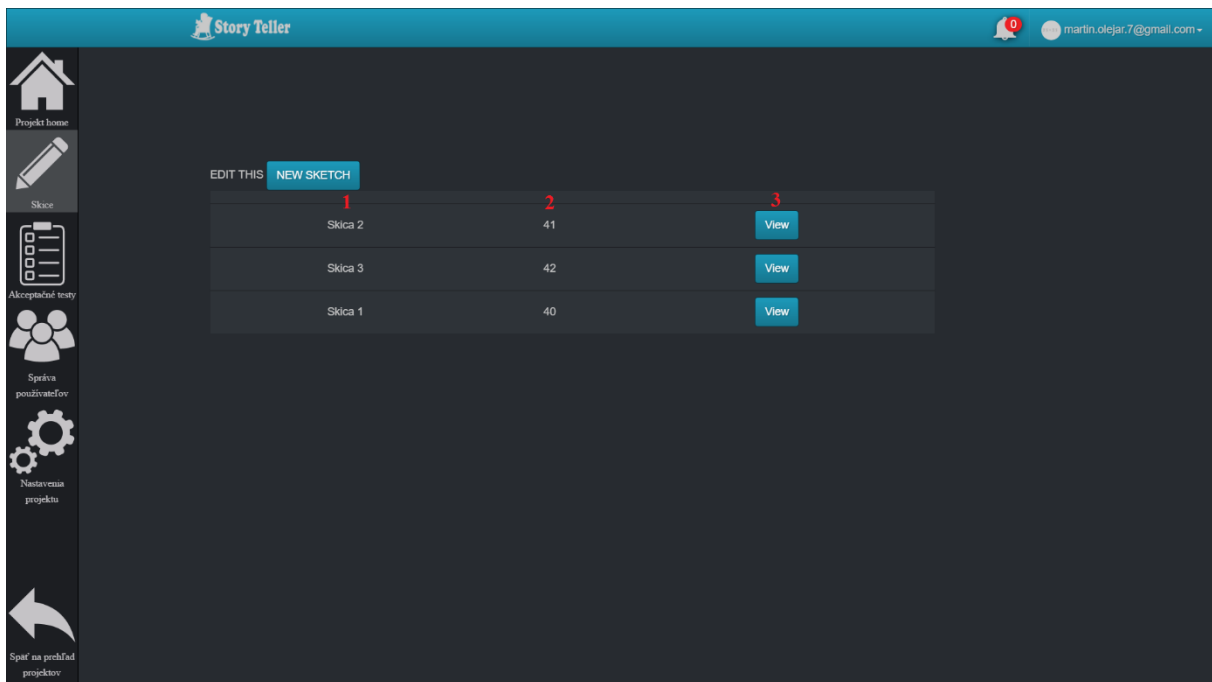 Story Teller
0
martin.olejar.7@gmail.com
Projekt home
Skice
Akceptačné testy
Správa
používateľov
Nastavenia
projektu
Späť na prehľad
projektov
EDIT THIS NEW SKETCH
1 2 3
Skica 2 41 View
Skica 3 42 View
Skica 1 40 View